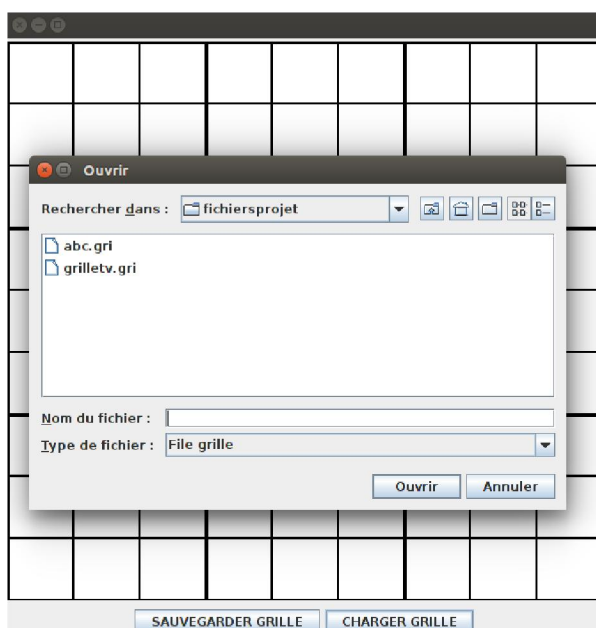 Ouvrir
Rechercher dans : fichiersprojet
abc.gri
grilletv.gri
Nom du fichier :
Type de fichier : File grille
Ouvrir Annuler
SAUVEGARDER GRILLE CHARGER GRILLE